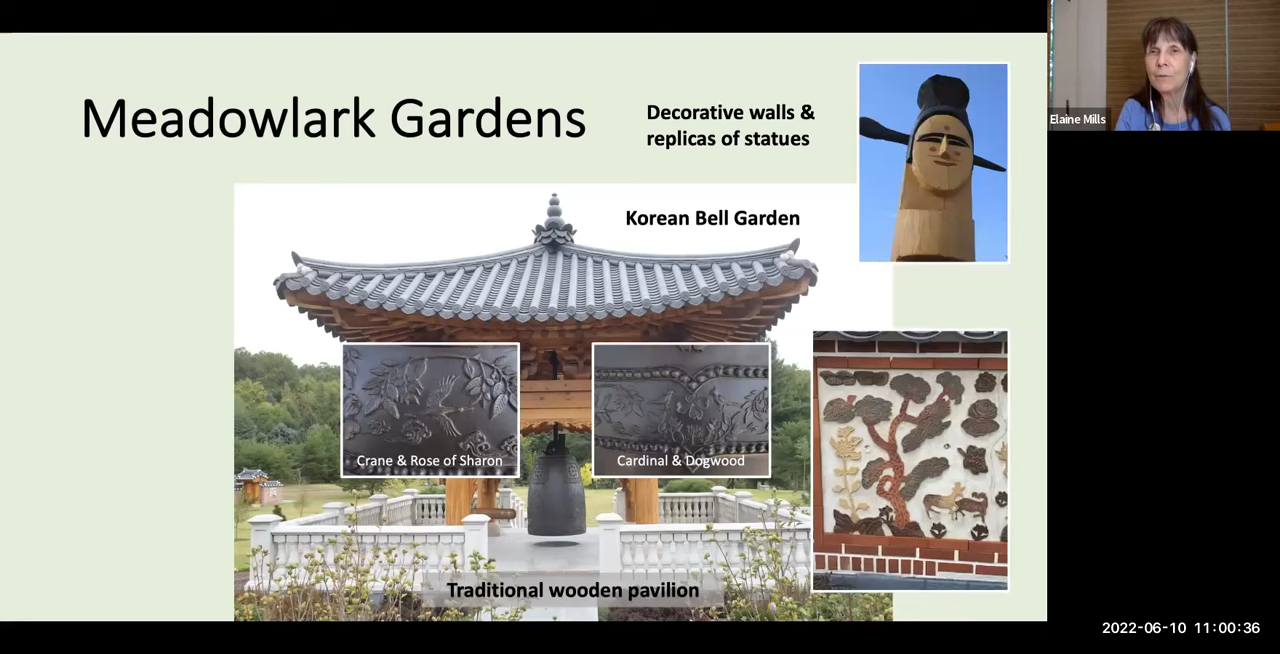 Meadowlark Gardens
Decorative walls &
replicas of statues
Korean Bell Garden
Crane & Rose of Sharon
Cardinal & Dogwood
Traditional wooden pavilion
Elaine Mills
2022-06-10 11:00:36